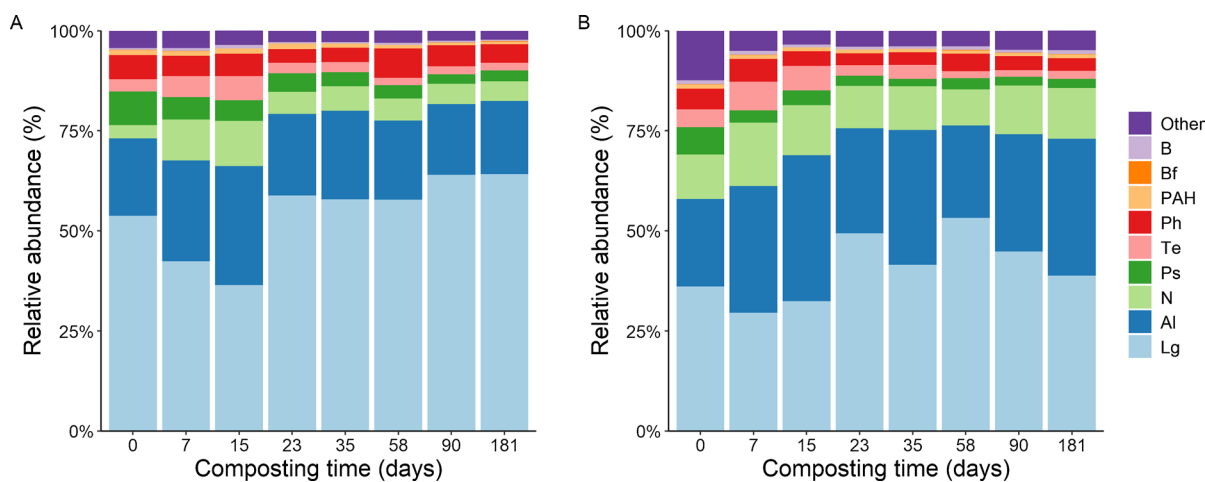 A
B
Relative abundance (%)
100%
75%
50%
25%
0%
0 7 15 23 35 58 90 181
Composting time (days)
Relative abundance (%)
100%
75%
50%
25%
0%
0 7 15 23 35 58 90 181
Composting time (days)
Other
B
Bf
PAH
Ph
Te
Ps
N
Al
Lg